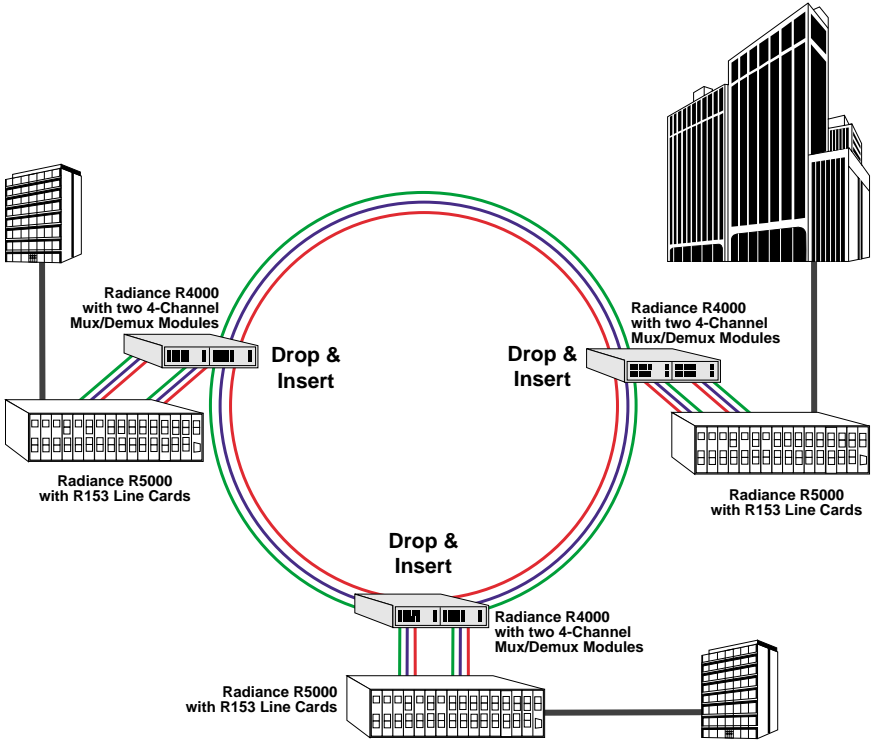 Radiance R4000
with two 4-Channel
Mux/Demux Modules
Drop &
Insert
Radiance R5000
with R153 Line Cards
Radiance R4000
with two 4-Channel
Mux/Demux Modules
Drop &
Insert
Radiance R5000
with R153 Line Cards
Drop &
Insert
Radiance R4000
with two 4-Channel
Mux/Demux Modules
Radiance R5000
with R153 Line Cards